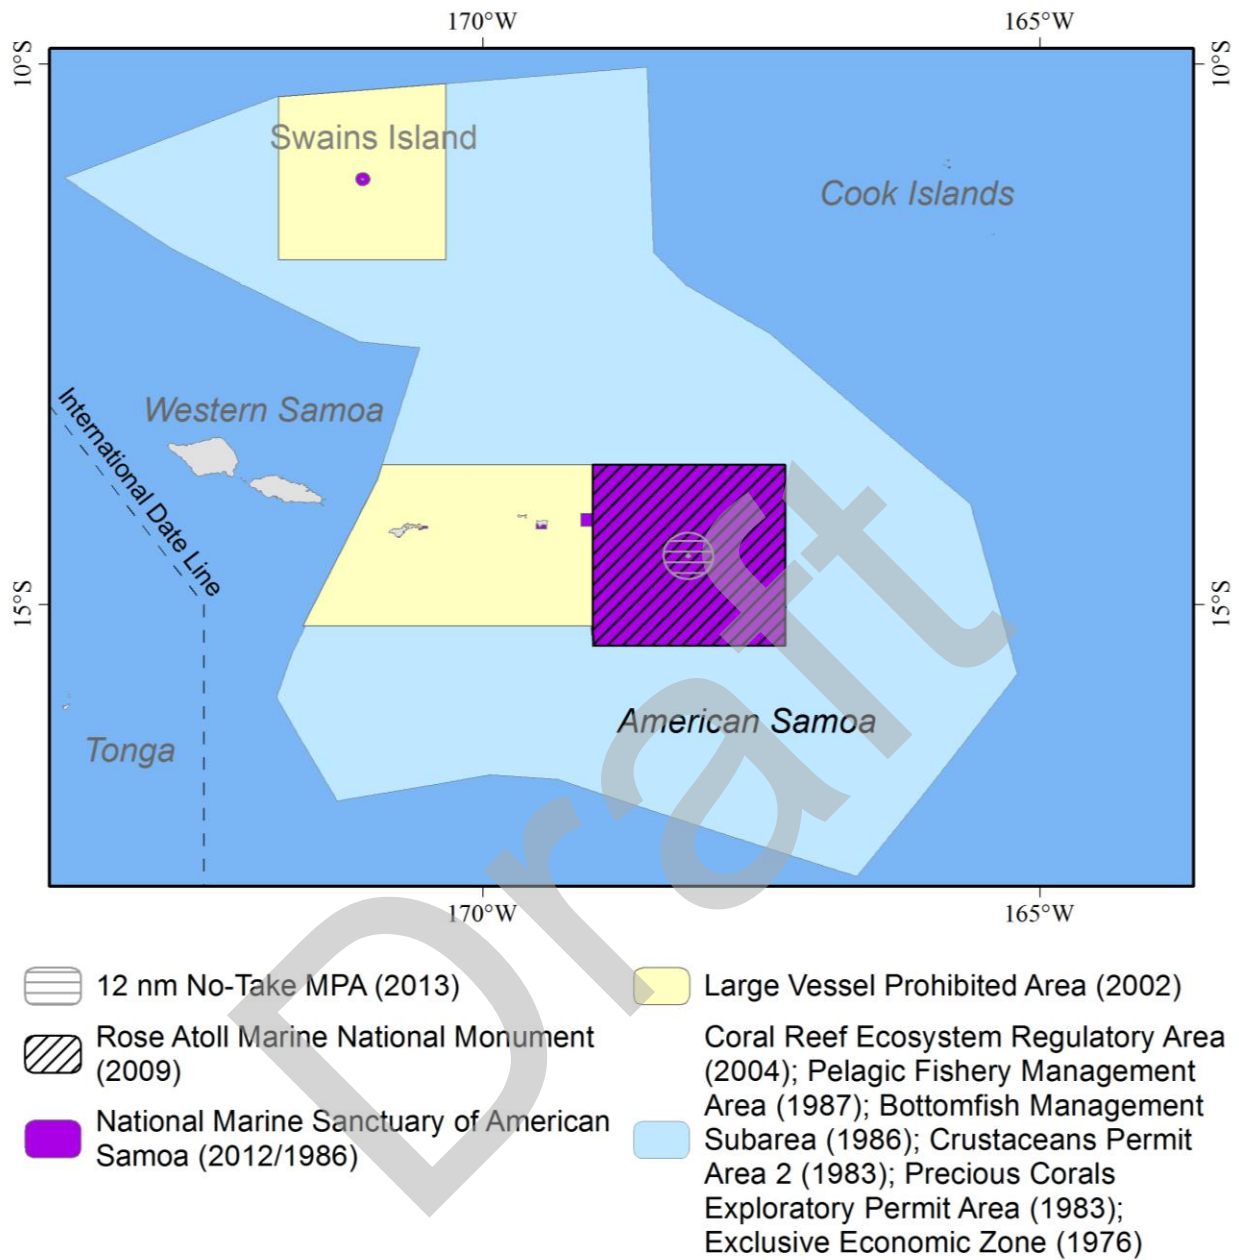 170°W 165°W
10°S 10°S
Swains Island
Cook Islands
Western Samoa
International Date Line
15°S 15°S
American Samoa
Tonga
170°W 165°W
Draft
12 nm No-Take MPA (2013)
Rose Atoll Marine National Monument
(2009)
National Marine Sanctuary of American
Samoa (2012/1986)
Large Vessel Prohibited Area (2002)
Coral Reef Ecosystem Regulatory Area
(2004); Pelagic Fishery Management
Area (1987); Bottomfish Management
Subarea (1986); Crustaceans Permit
Area 2 (1983); Precious Corals
Exploratory Permit Area (1983);
Exclusive Economic Zone (1976)